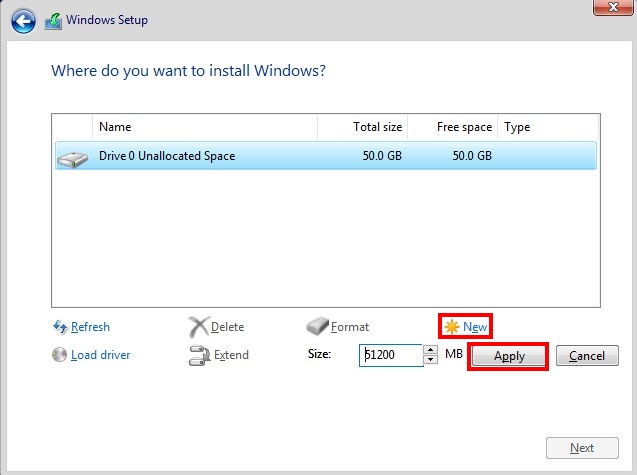 Windows Setup
Where do you want to install Windows?
Name Total size Free space Type
Drive 0 Unallocated Space 50.0 GB 50.0 GB
Refresh Delete Format New
Load driver Extend Size: 51200 MB Apply Cancel
Next